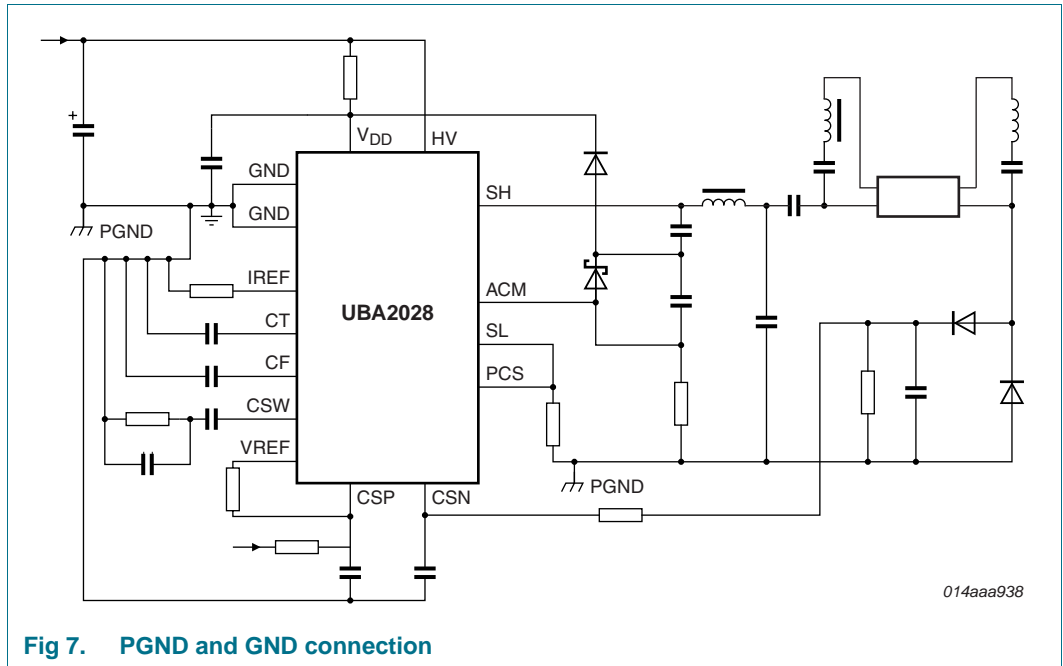 +
V_DD
HV
GND
GND
PGND
SH
IREF
UBA2028
ACM
CT
SL
CF
PCS
CSW
VREF
PGND
CSP
CSN
014aaa938
Fig 7. PGND and GND connection